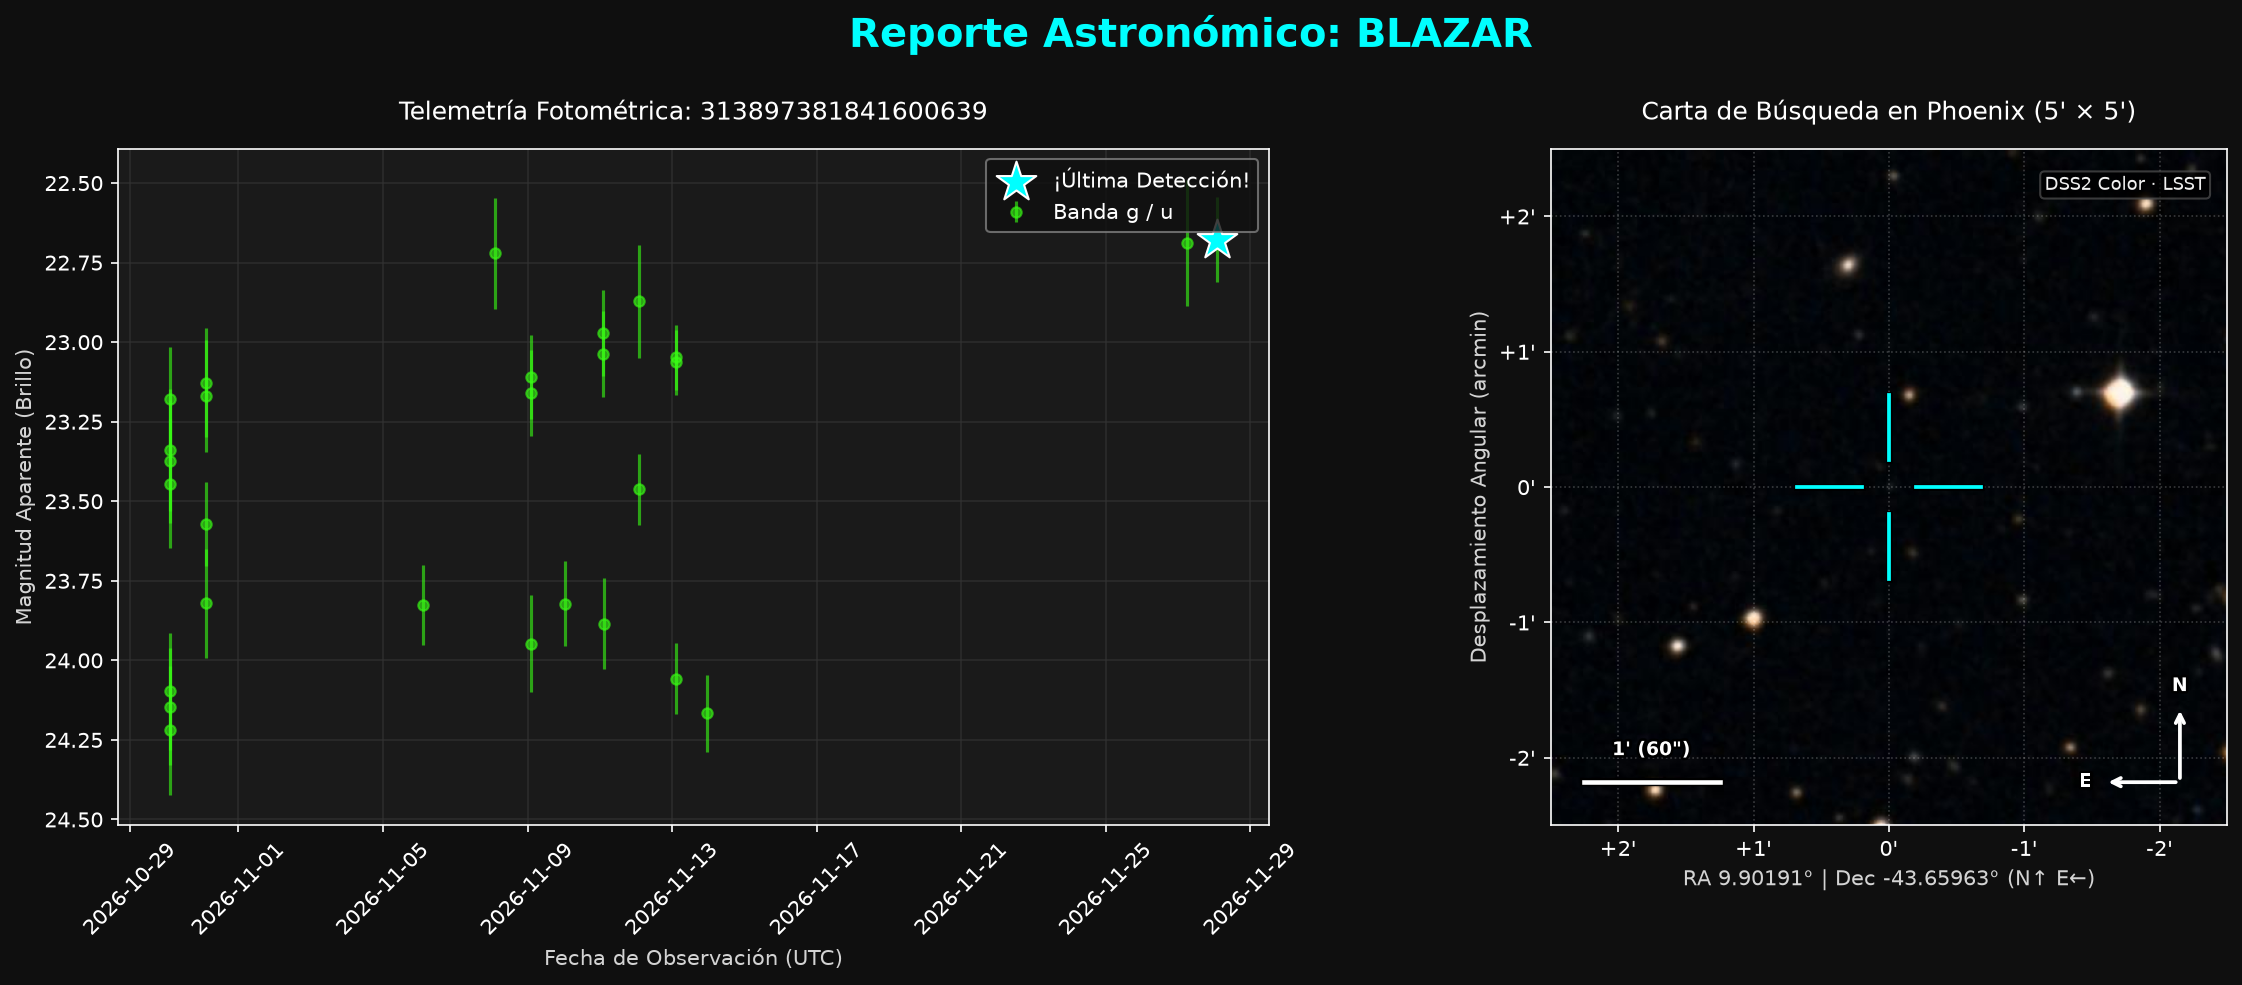 Reporte Astronómico: BLAZAR
Telemetría Fotométrica: 313897381841600639
¡Última Detección!
Banda g / u
Magnitud Aparente (Brillo)
22.50
22.75
23.00
23.25
23.50
23.75
24.00
24.25
24.50
2026-10-29
2026-11-01
2026-11-05
2026-11-09
2026-11-13
2026-11-17
2026-11-21
2026-11-25
2026-11-29
Fecha de Observación (UTC)
Carta de Búsqueda en Phoenix (5' × 5')
DSS2 Color · LSST
Desplazamiento Angular (arcmin)
+2'
+1'
0'
-1'
-2'
N
E
1' (60")
+2'
+1'
0'
-1'
-2'
RA 9.90191° | Dec -43.65963° (N↑ E←)